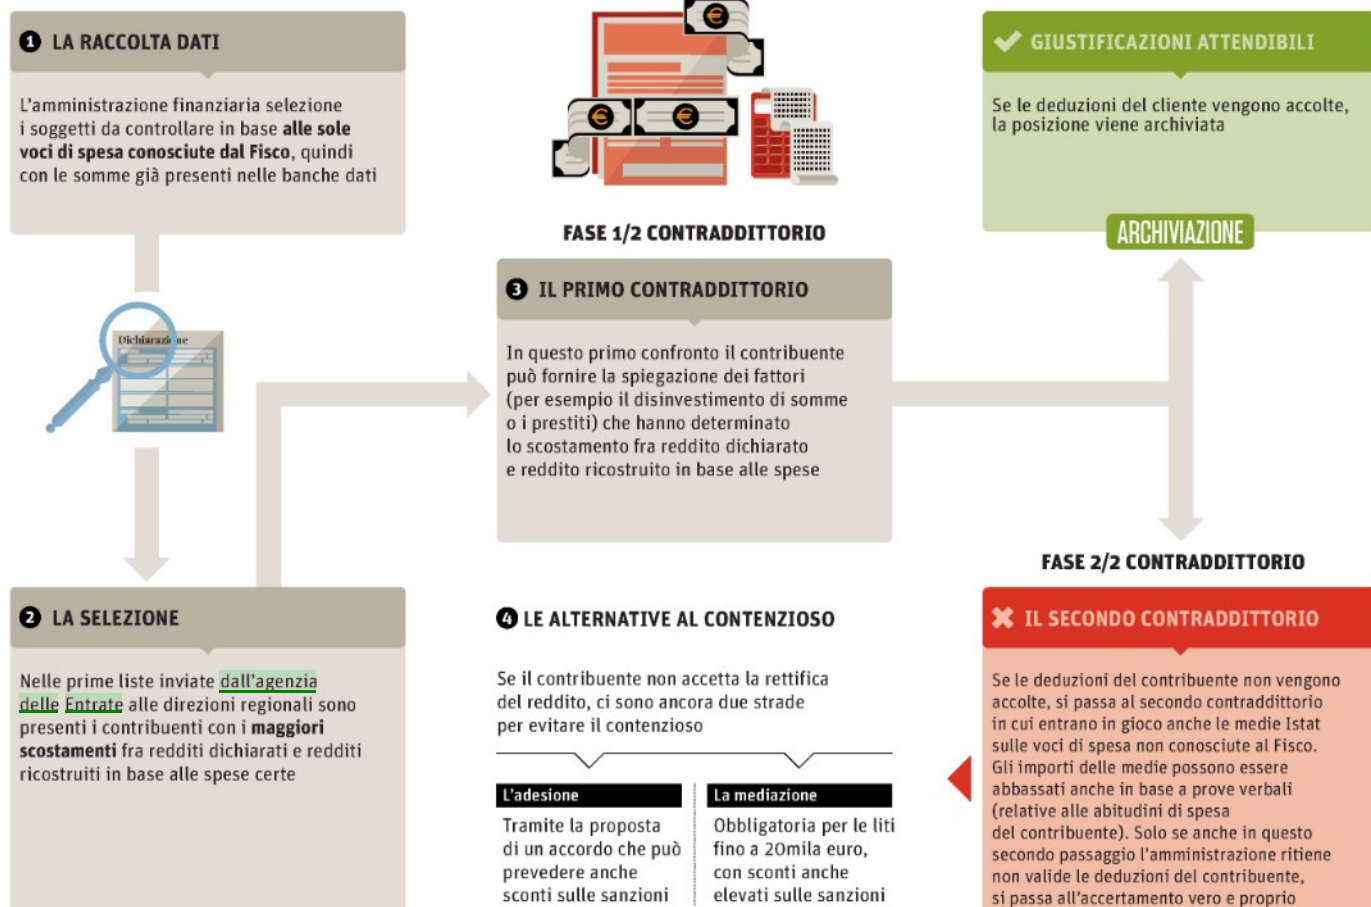 1 LA RACCOLTA DATI
L'amministrazione finanziaria selezione
i soggetti da controllare in base alle sole
voci di spesa conosciute dal Fisco, quindi
con le somme già presenti nelle banche dati
Dichiarazione
2 LA SELEZIONE
Nelle prime liste inviate dall'agenzia
delle Entrate alle direzioni regionali sono
presenti i contribuenti con i maggiori
scostamenti fra redditi dichiarati e redditi
ricostruiti in base alle spese certe
FASE 1/2 CONTRADDITTORIO
3 IL PRIMO CONTRADDITTORIO
In questo primo confronto il contribuente
può fornire la spiegazione dei fattori
(per esempio il disinvestimento di somme
o i prestiti) che hanno determinato
lo scostamento fra reddito dichiarato
e reddito ricostruito in base alle spese
GIUSTIFICAZIONI ATTENDIBILI
Se le deduzioni del cliente vengono accolte,
la posizione viene archiviata
ARCHIVIAZIONE
FASE 2/2 CONTRADDITTORIO
IL SECONDO CONTRADDITTORIO
Se le deduzioni del contribuente non vengono
accolte, si passa al secondo contraddittorio
in cui entrano in gioco anche le medie Istat
sulle voci di spesa non conosciute al Fisco.
Gli importi delle medie possono essere
abbassati anche in base a prove verbali
(relative alle abitudini di spesa
del contribuente). Solo se anche in questo
secondo passaggio l'amministrazione ritiene
non valide le deduzioni del contribuente,
si passa all'accertamento vero e proprio
4 LE ALTERNATIVE AL CONTENZIOSO
Se il contribuente non accetta la rettifica
del reddito, ci sono ancora due strade
per evitare il contenzioso
L'adesione
Tramite la proposta
di un accordo che può
prevedere anche
sconti sulle sanzioni
La mediazione
Obbligatoria per le liti
fino a 20mila euro,
con sconti anche
elevati sulle sanzioni